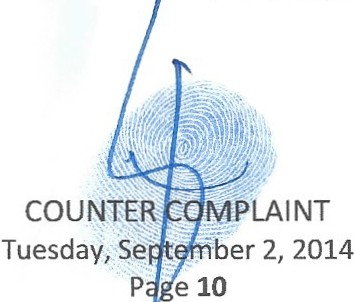 COUNTER COMPLAINT
Tuesday, September 2, 2014
Page 10